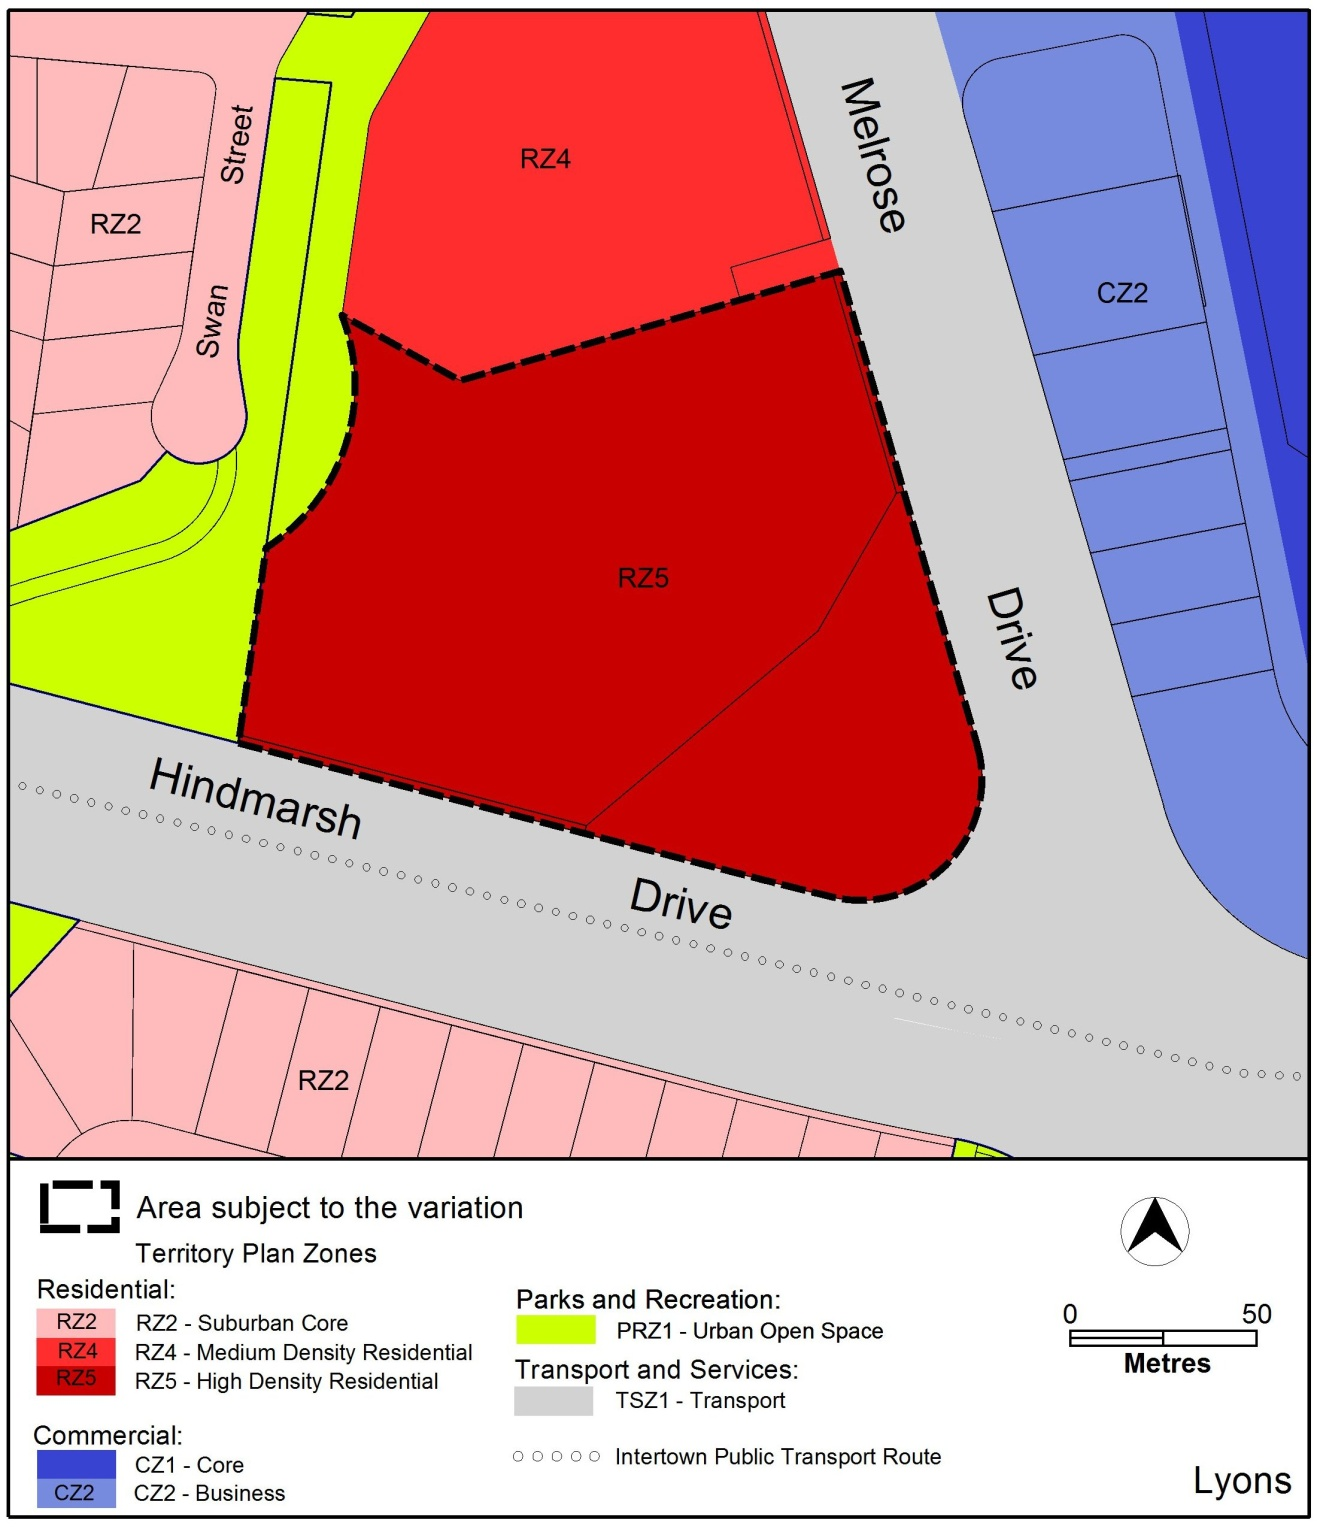 Melrose
Street
RZ4
RZ2
CZ2
Swan
RZ5
Drive
Hindmarsh
Drive
RZ2
Area subject to the variation
Territory Plan Zones
Residential:
RZ2 RZ2 - Suburban Core
RZ4 RZ4 - Medium Density Residential
RZ5 RZ5 - High Density Residential
Commercial:
CZ1 - Core
CZ2 CZ2 - Business
Parks and Recreation:
PRZ1 - Urban Open Space
Transport and Services:
TSZ1 - Transport
Intertown Public Transport Route
0 50
Metres
Lyons